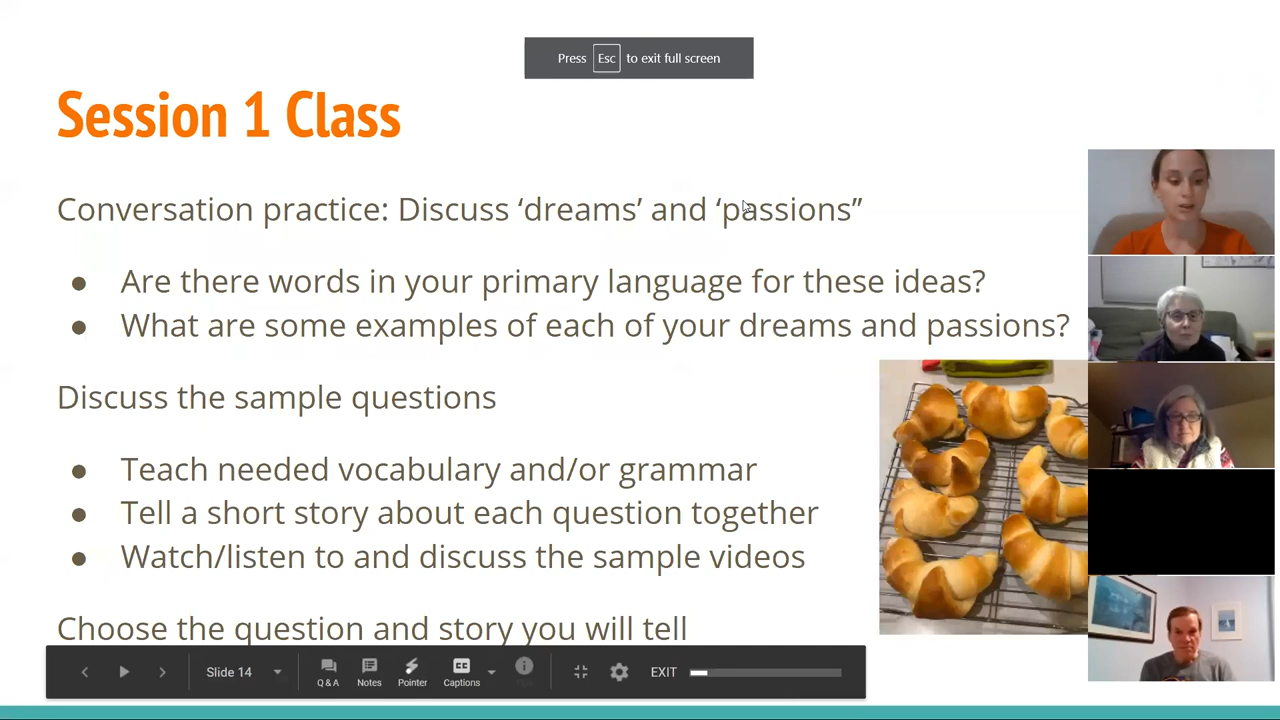 Press Esc to exit full screen
Session 1 Class
Conversation practice: Discuss ‘dreams’ and ‘passions”
● Are there words in your primary language for these ideas?
● What are some examples of each of your dreams and passions?
Discuss the sample questions
● Teach needed vocabulary and/or grammar
● Tell a short story about each question together
● Watch/listen to and discuss the sample videos
Choose the question and story you will tell
Slide 14 Q & A Notes Pointer CC Captions Tips EXIT